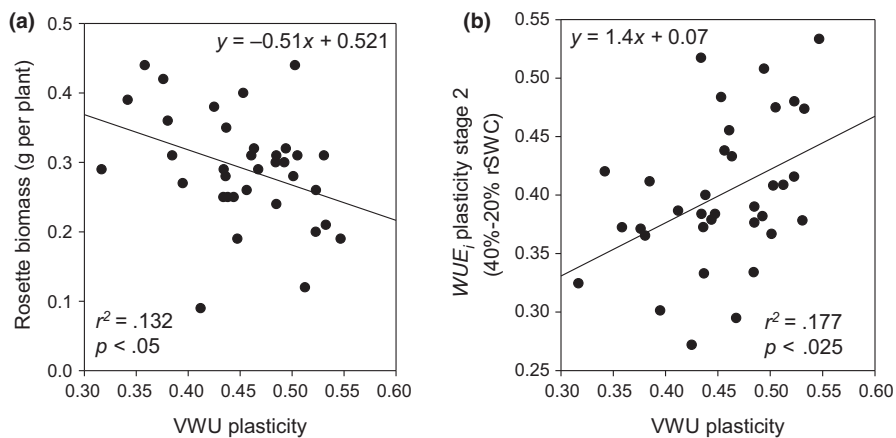 (a)
y = –0.51x + 0.521
0.5
0.4
0.3
0.2
0.1
0.0
Rosette biomass (g per plant)
r² = .132
p < .05
0.30 0.35 0.40 0.45 0.50 0.55 0.60
VWU plasticity
(b)
y = 1.4x + 0.07
0.55
0.50
0.45
0.40
0.35
0.30
0.25
WUEᵢ plasticity stage 2
(40%-20% rSWC)
r² = .177
p < .025
0.30 0.35 0.40 0.45 0.50 0.55 0.60
VWU plasticity